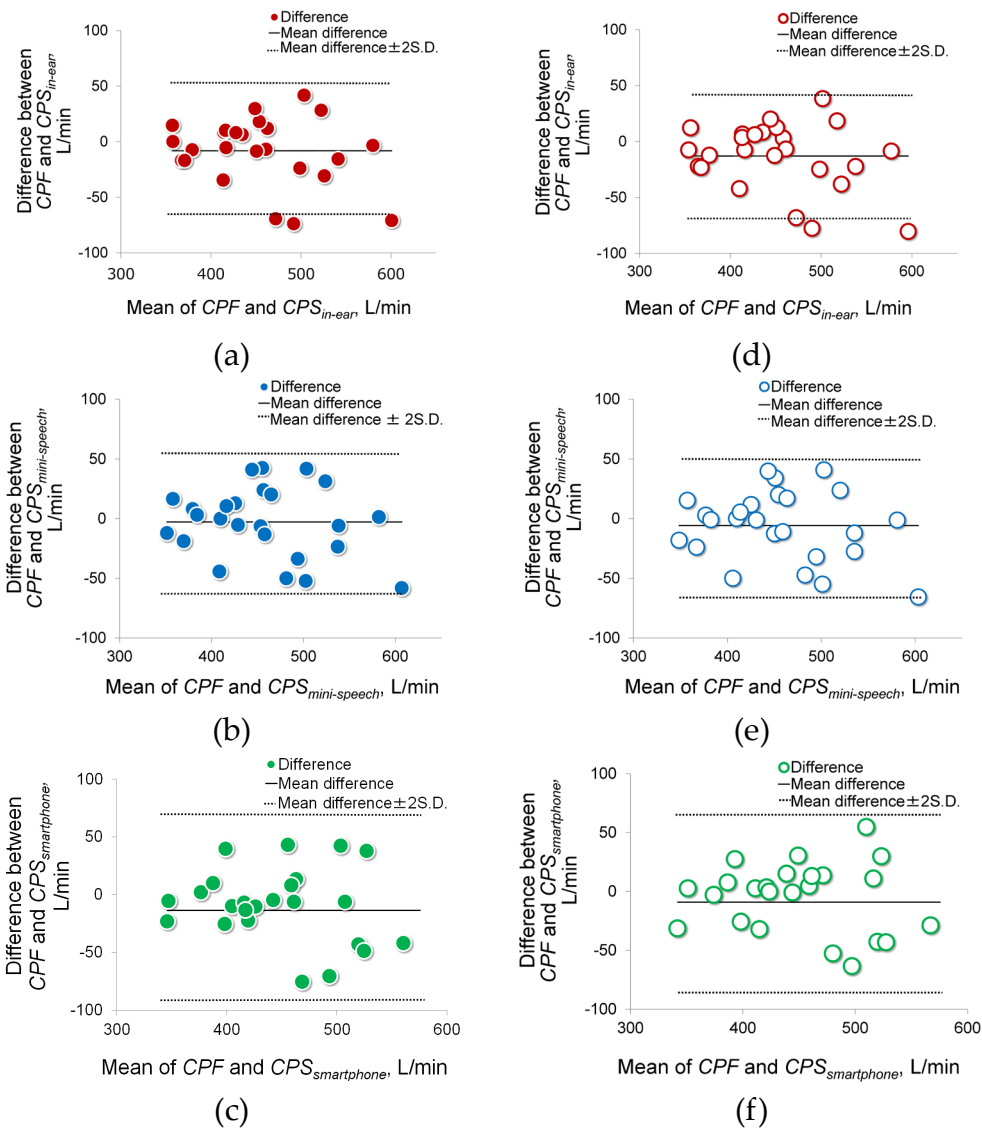 Difference
Mean difference
Mean difference±2S.D.
Difference between
CPF and CPSin-ear,
L/min
100
50
0
-50
-100
300 400 500 600
Mean of CPF and CPSin-ear, L/min
(a)
Difference
Mean difference
Mean difference±2S.D.
Difference between
CPF and CPSin-ear,
L/min
100
50
0
-50
-100
300 400 500 600
Mean of CPF and CPSin-ear, L/min
(d)
Difference
Mean difference
Mean difference ± 2S.D.
Difference between
CPF and CPSmini-speech,
L/min
100
50
0
-50
-100
300 400 500 600
Mean of CPF and CPSmini-speech, L/min
(b)
Difference
Mean difference
Mean difference±2S.D.
Difference between
CPF and CPSmini-speech,
L/min
100
50
0
-50
-100
300 400 500 600
Mean of CPF and CPSmini-speech, L/min
(e)
Difference
Mean difference
Mean difference±2S.D.
Difference between
CPF and CPSsmartphone,
L/min
100
50
0
-50
-100
300 400 500 600
Mean of CPF and CPSsmartphone, L/min
(c)
Difference
Mean difference
Mean difference±2S.D.
Difference between
CPF and CPSsmartphone,
L/min
100
50
0
-50
-100
300 400 500 600
Mean of CPF and CPSsmartphone, L/min
(f)